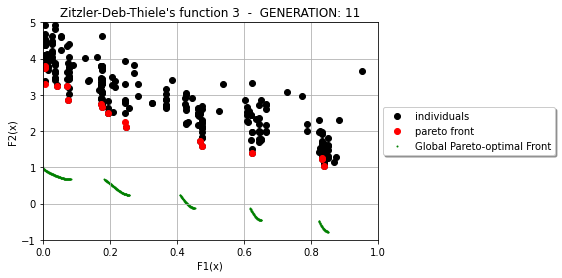 Zitzler-Deb-Thiele's function 3 - GENERATION: 11
5
4
3
2
1
0
−1
F2(x)
0.0 0.2 0.4 0.6 0.8 1.0
F1(x)
individuals
pareto front
Global Pareto-optimal Front